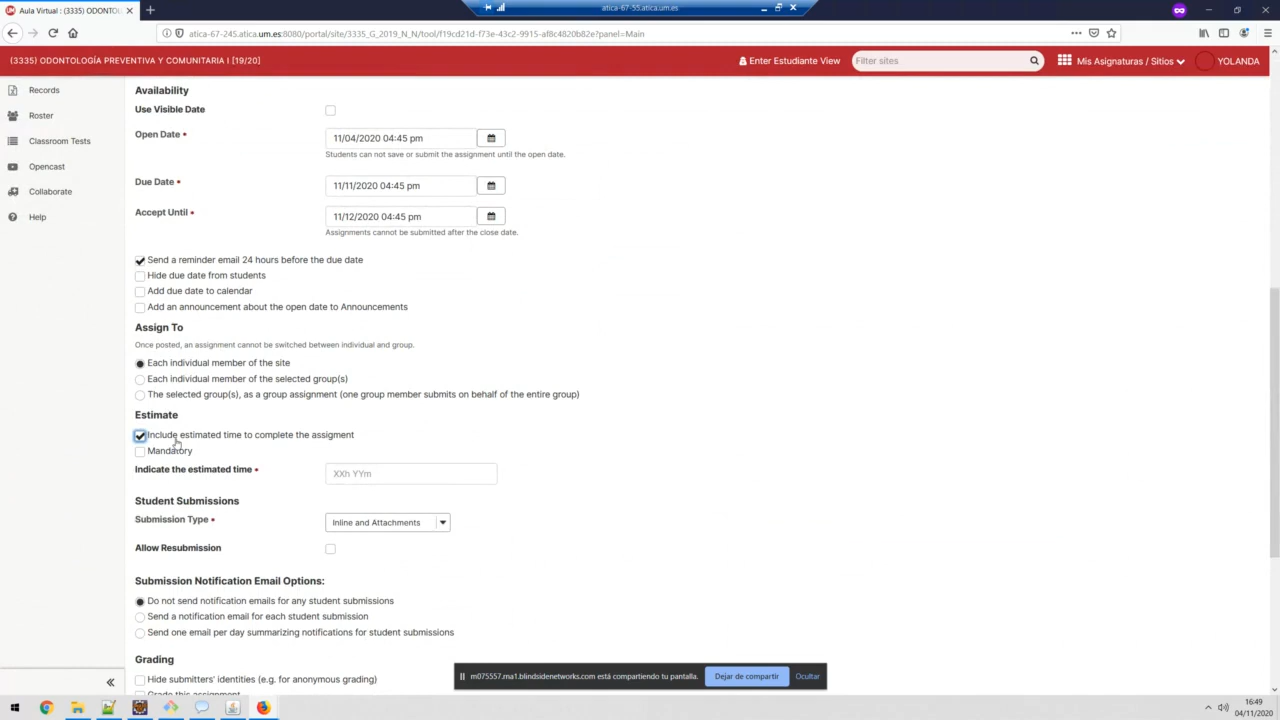 Aula Virtual : ODONTOLOGÍA
atica-67-55.atica.um.es
atica-67-245.atica.um.es:8080/portal/site/3335_G_2019_N_N/tool/f19cd21d-f73e-43c2-9915-af8c4820b82e?panel=Main
(3335) ODONTOLOGÍA PREVENTIVA Y COMUNITARIA I [19/20]
Enter Estudiante View
Filter sites
Mis Asignaturas / Sitios
YOLANDA
Records
Roster
Classroom Tests
Opencast
Collaborate
Help
Availability
Use Visible Date
Open Date *
11/04/2020 04:45 pm
Students can not save or submit the assignment until the open date.
Due Date *
11/11/2020 04:45 pm
Accept Until *
11/12/2020 04:45 pm
Assignments cannot be submitted after the close date.
Send a reminder email 24 hours before the due date
Hide due date from students
Add due date to calendar
Add an announcement about the open date to Announcements
Assign To
Once posted, an assignment cannot be switched between individual and group.
Each individual member of the site
Each individual member of the selected group(s)
The selected group(s), as a group assignment (one group member submits on behalf of the entire group)
Estimate
Include estimated time to complete the assigment
Mandatory
Indicate the estimated time *
XXh YYm
Student Submissions
Submission Type *
Inline and Attachments
Allow Resubmission
Submission Notification Email Options:
Do not send notification emails for any student submissions
Send a notification email for each student submission
Send one email per day summarizing notifications for student submissions
Grading
Hide submitters' identities (e.g. for anonymous grading)
Grade this assignment
m075557.ma1.blindsidenetworks.com está compartiendo tu pantalla.
Dejar de compartir
Ocultar
16:49
04/11/2020